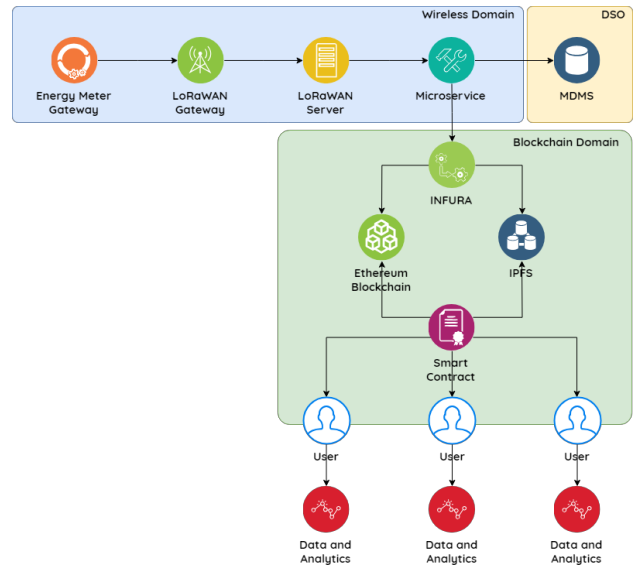 Wireless Domain
DSO
Energy Meter
Gateway
LoRaWAN
Gateway
LoRaWAN
Server
Microservice
MDMS
Blockchain Domain
INFURA
Ethereum
Blockchain
IPFS
Smart
Contract
User
User
User
Data and
Analytics
Data and
Analytics
Data and
Analytics